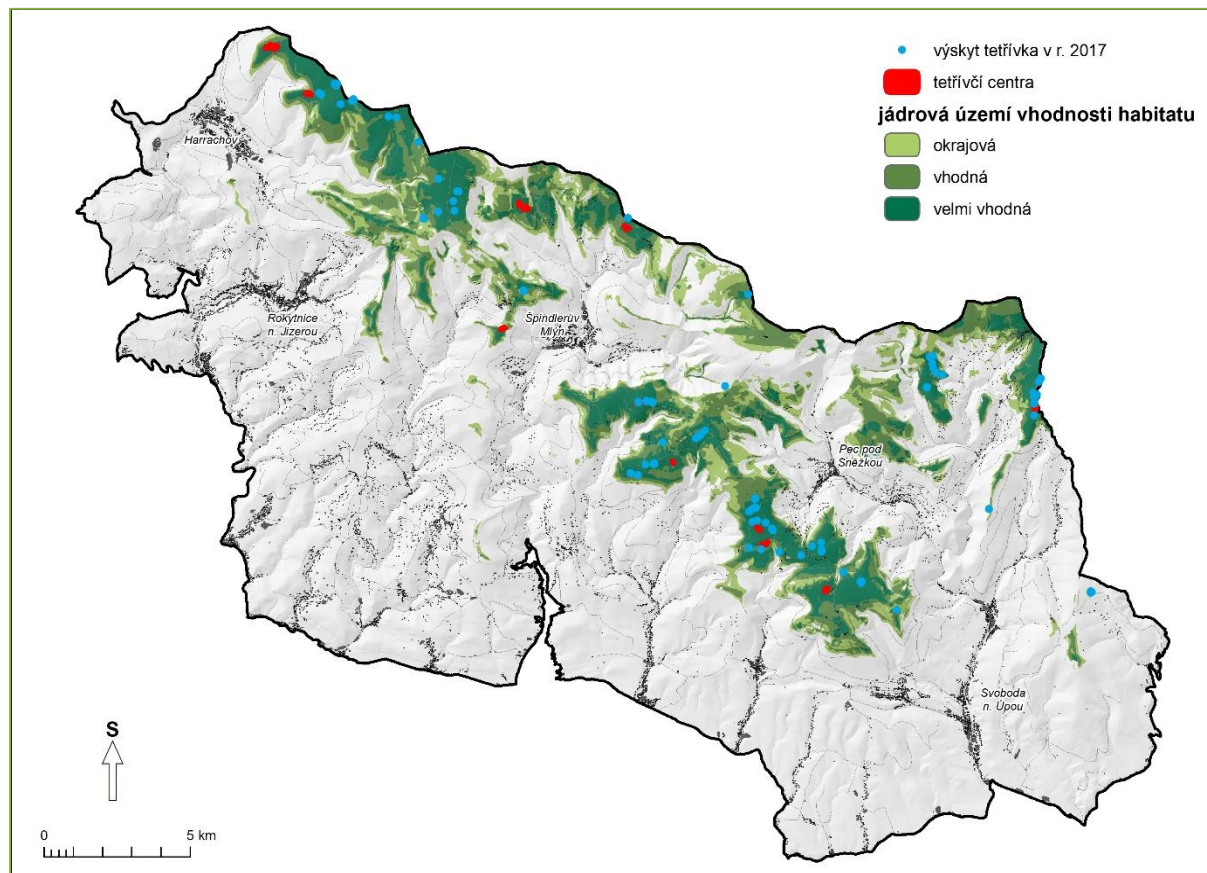 výskyt tetřívka v r. 2017
tetřívčí centra
jádrová území vhodnosti habitatu
okrajová
vhodná
velmi vhodná
Harrachov
Rokytnice
n. Jizerou
Špindlerův
Mlýn
Pec pod
Sněžkou
Svoboda
n. Úpou
S
0
5 km